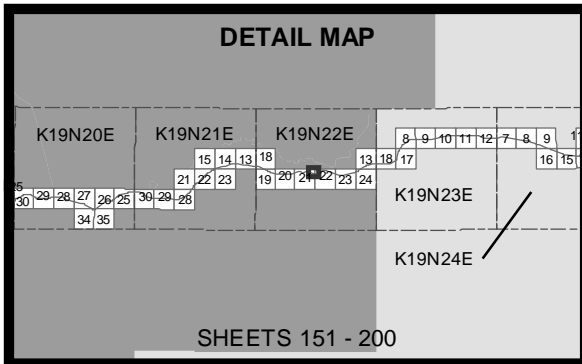 DETAIL MAP
K19N20E K19N21E K19N22E
8 9 10 11 12 7 8 9 11
15 14 13 18 13 18 17 16 15
21 22 23 19 20 21 22 23 24
25
30 29 28 27 26 25 30 29 28
34 35
K19N23E
K19N24E
SHEETS 151 - 200